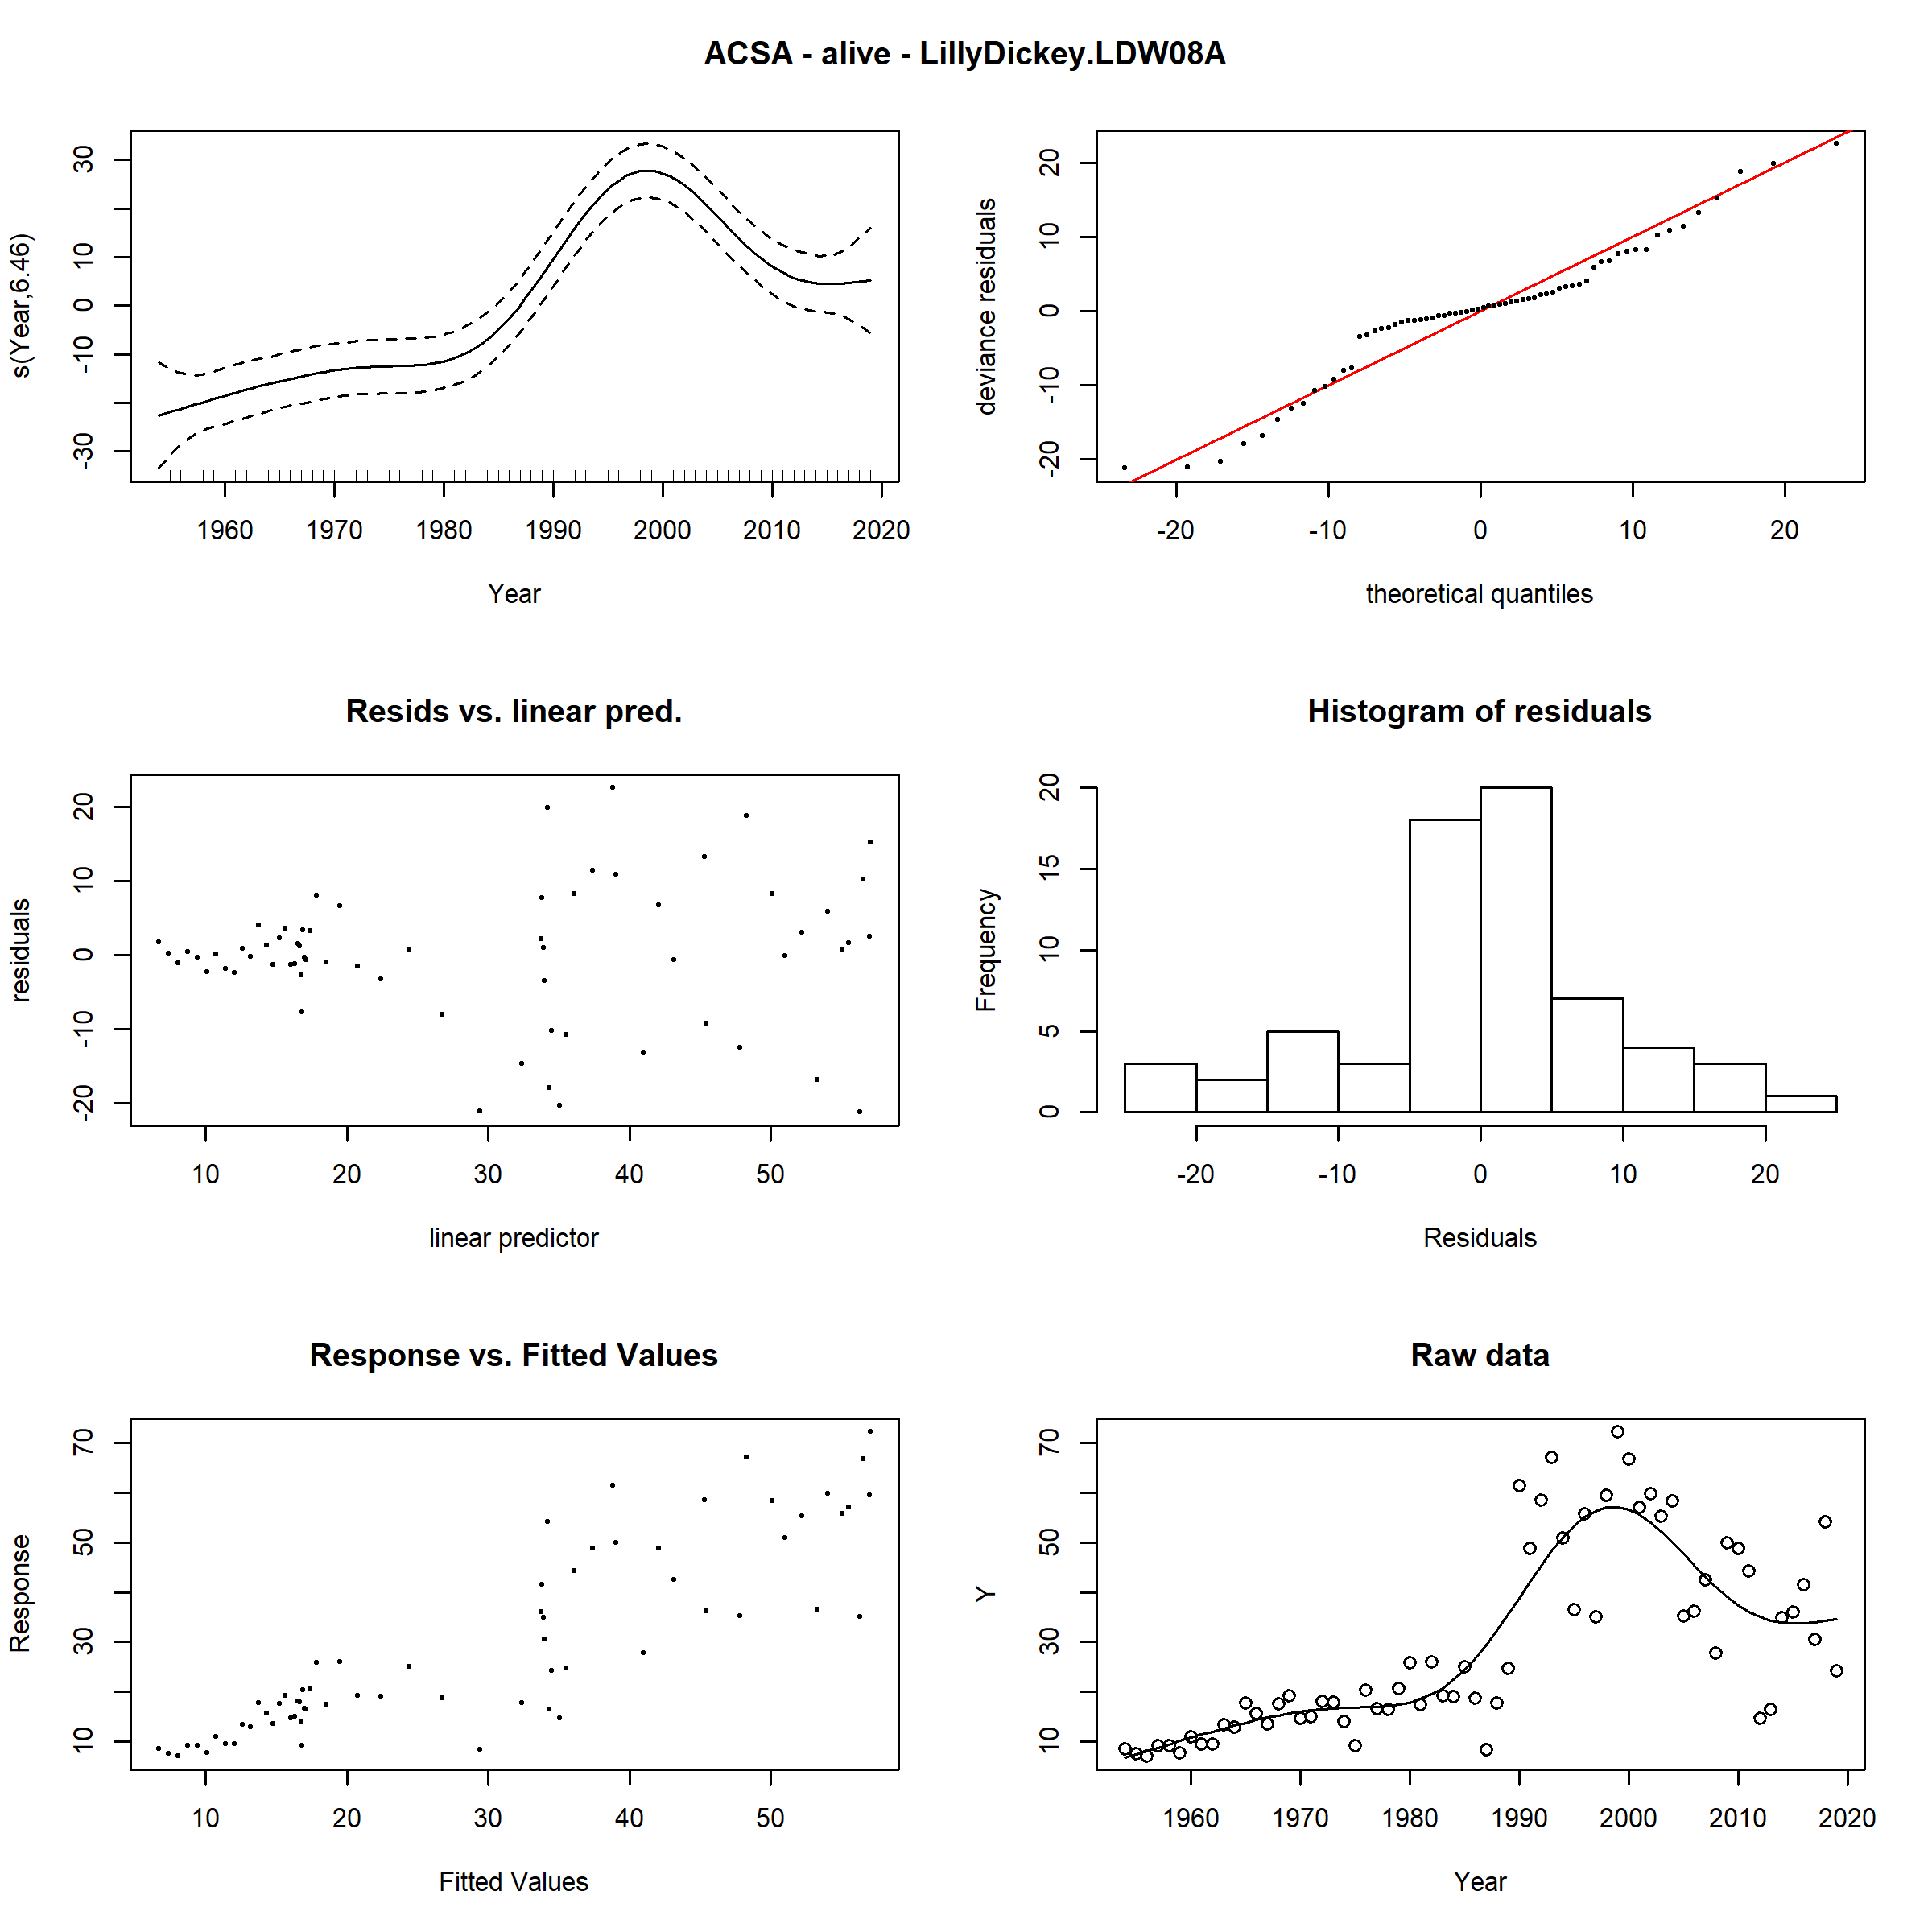 ACSA - alive - LillyDickey.LDW08A
s(Year,6.46)
30
10
0
-10
-30
1960 1970 1980 1990 2000 2010 2020
Year
deviance residuals
20
10
0
-10
-20
-20 -10 0 10 20
theoretical quantiles
Resids vs. linear pred.
residuals
20
10
0
-10
-20
10 20 30 40 50
linear predictor
Histogram of residuals
Frequency
20
15
10
5
0
-20 -10 0 10 20
Residuals
Response vs. Fitted Values
Response
70
50
30
10
10 20 30 40 50
Fitted Values
Raw data
Y
70
50
30
10
1960 1970 1980 1990 2000 2010 2020
Year